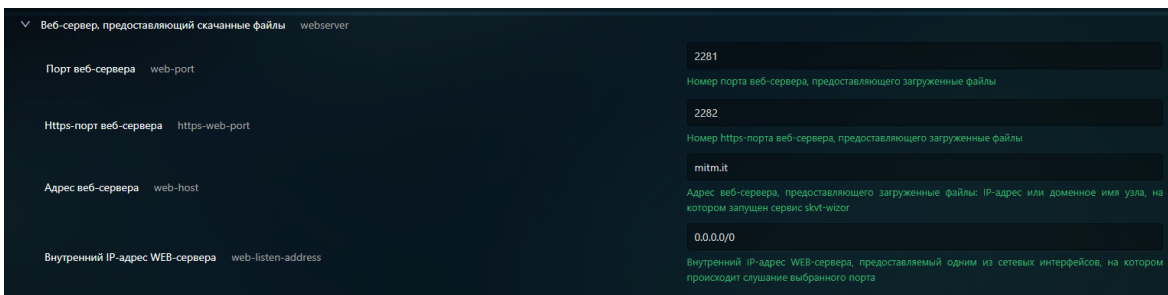 Веб-сервер, предоставляющий скачанные файлы webserver
Порт веб-сервера web-port
2281
Номер порта веб-сервера, предоставляющего загруженные файлы
Https-порт веб-сервера https-web-port
2282
Номер https-порта веб-сервера, предоставляющего загруженные файлы
Адрес веб-сервера web-host
mitm.it
Адрес веб-сервера, предоставляющего загруженные файлы: IP-адрес или доменное имя узла, на
котором запущен сервис skvt-wizor
Внутренний IP-адрес WEB-сервера web-listen-address
0.0.0.0/0
Внутренний IP-адрес WEB-сервера, предоставляемый одним из сетевых интерфейсов, на котором
происходит слушание выбранного порта